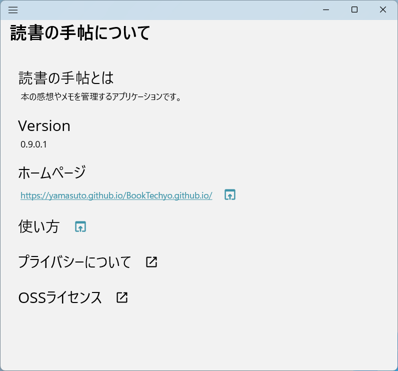 読書の手帖について
読書の手帖とは
本の感想やメモを管理するアプリケーションです。
Version
0.9.0.1
ホームページ
https://yamasuto.github.io/BookTechyo.github.io/
使い方
プライバシーについて
OSSライセンス